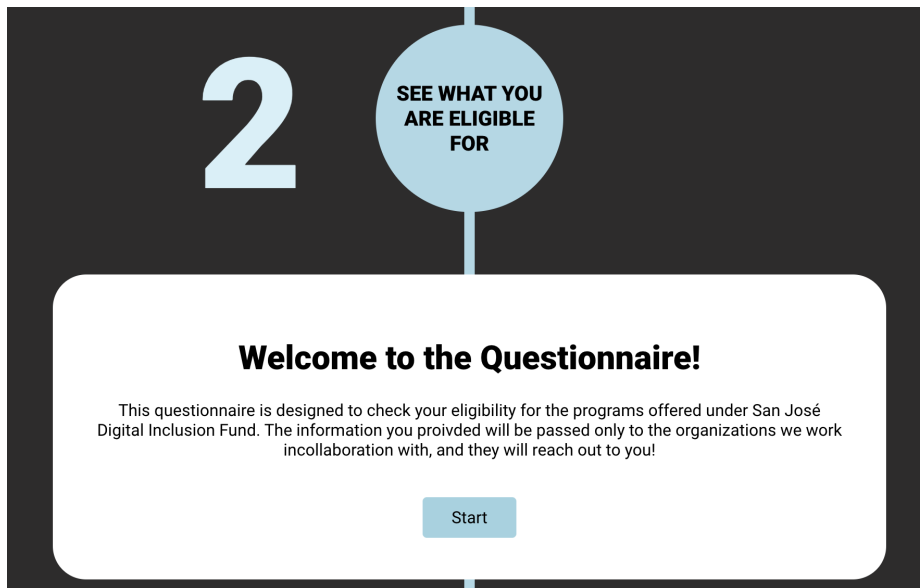 2
SEE WHAT YOU
ARE ELIGIBLE
FOR
Welcome to the Questionnaire!
This questionnaire is designed to check your eligibility for the programs offered under San José
Digital Inclusion Fund. The information you proivded will be passed only to the organizations we work
incollaboration with, and they will reach out to you!
Start